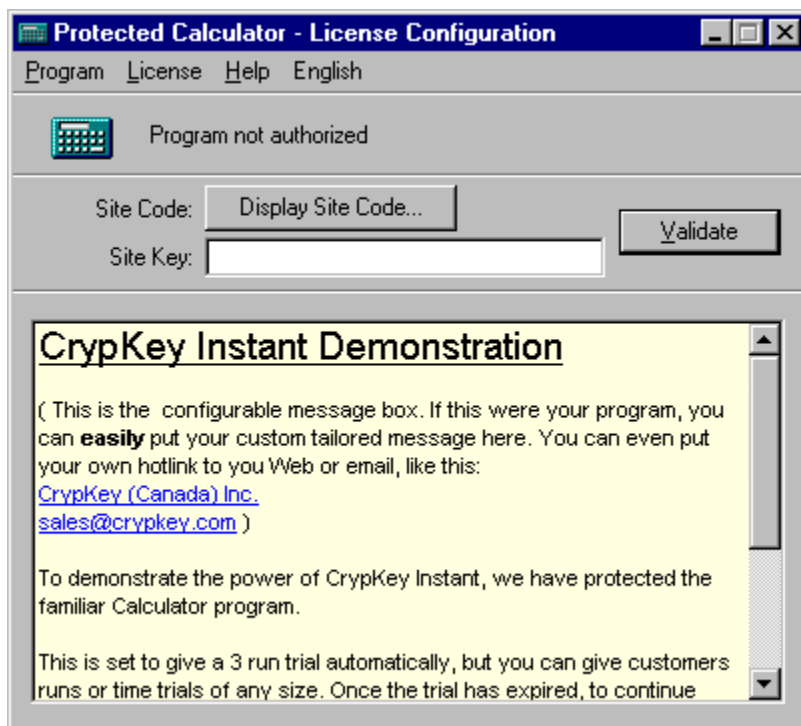 Protected Calculator - License Configuration
Program License Help English
Program not authorized
Site Code: Display Site Code...
Validate
Site Key:
CrypKey Instant Demonstration
( This is the configurable message box. If this were your program, you
can easily put your custom tailored message here. You can even put
your own hotlink to you Web or email, like this:
CrypKey (Canada) Inc.
sales@crypkey.com )
To demonstrate the power of CrypKey Instant, we have protected the
familiar Calculator program.
This is set to give a 3 run trial automatically, but you can give customers
runs or time trials of any size. Once the trial has expired, to continue